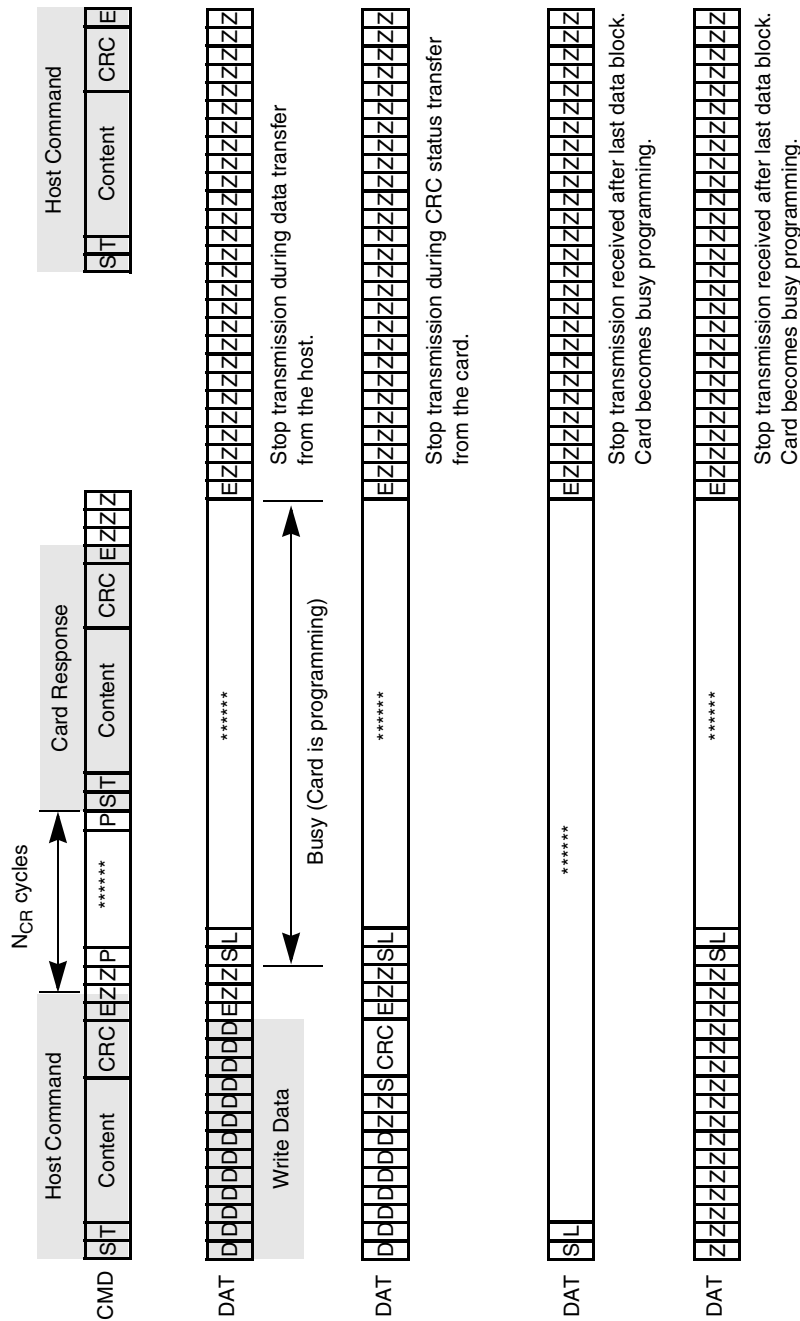 N_CR cycles
Host Command Card Response Host Command
CMD S T Content CRC E Z Z P ****** P S T Content CRC E Z Z Z S T Content CRC E
DAT D D D D D D D D D D D D D E Z Z S L ****** E Z Z Z Z Z Z Z Z Z Z Z Z Z Z Z Z Z Z Z Z Z Z Z Z Z Z
Write Data
Busy (Card is programming)
Stop transmission during data transfer
from the host.
DAT D D D D D D D Z Z S CRC E Z Z S L ****** E Z Z Z Z Z Z Z Z Z Z Z Z Z Z Z Z Z Z Z Z Z Z Z Z Z Z
Stop transmission during CRC status transfer
from the card.
DAT S L ****** E Z Z Z Z Z Z Z Z Z Z Z Z Z Z Z Z Z Z Z Z Z Z Z Z Z Z
Stop transmission received after last data block.
Card becomes busy programming.
DAT Z Z Z Z Z Z Z Z Z Z Z Z Z Z Z Z S L ****** E Z Z Z Z Z Z Z Z Z Z Z Z Z Z Z Z Z Z Z Z Z Z Z Z Z Z
Stop transmission received after last data block.
Card becomes busy programming.